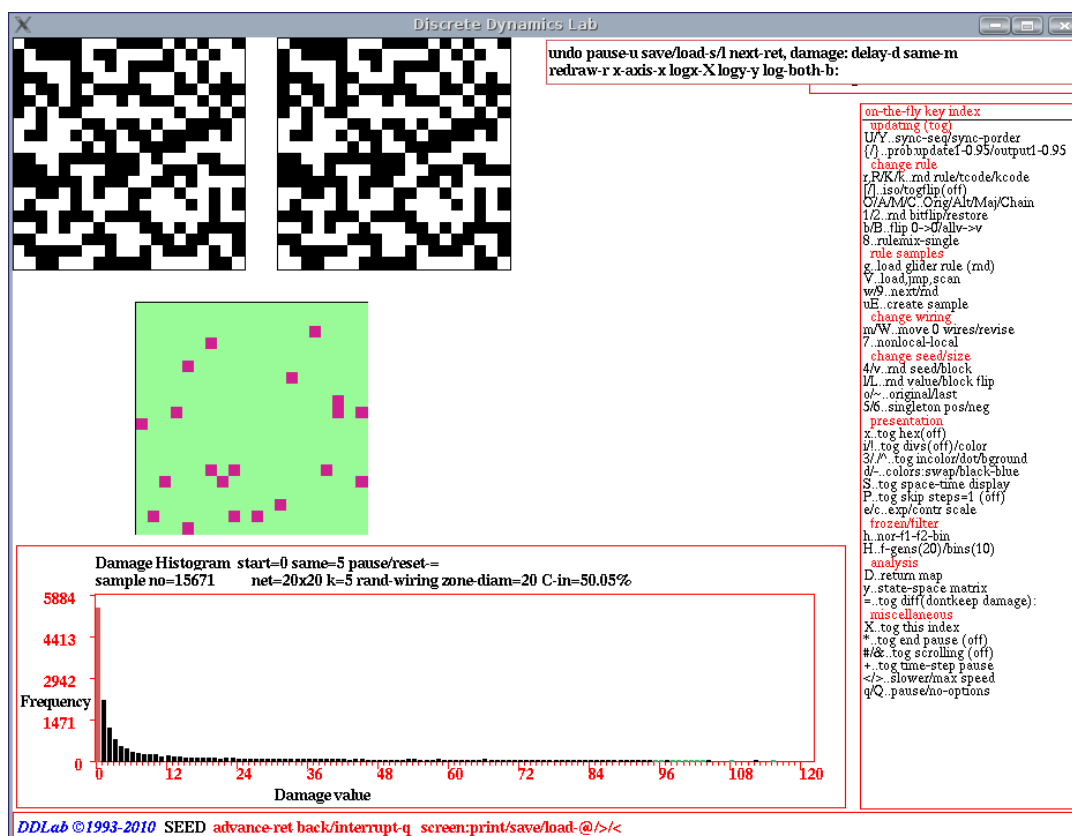 Discrete Dynamics Lab
undo pause-u save/load-s/l next-ret, damage: delay-d same-m
redraw-r x-axis-x logx-X logy-y log-both-b:
on-the-fly key index
updating (tog)
U/Y..sync-seq/sync-porder
{/}..prob:update1-0.95/output1-0.95
change rule
r,R/K/k..rnd rule/tcode/kcode
[/]..iso/togflip(off)
O/A/M/C..Orig/Alt/Maj/Chain
1/2..rnd bitflip/restore
b/B..flip 0->0/allv->v
8..rulemix-single
rule samples
g..load glider rule (rnd)
V..load,jmp,scan
w/9..next/rnd
uE..create sample
change wiring
m/W..move 0 wires/revise
7..nonlocal-local
change seed/size
4/v..rnd seed/block
l/L..rnd value/block flip
o/~..original/last
5/6..singleton pos/neg
presentation
x..tog hex(off)
i/!..tog divs(off)/color
3/./^..tog incolor/dot/bground
d/-..colors:swap/black-blue
S..tog space-time display
P..tog skip steps=1 (off)
e/c..exp/contr scale
frozen/filter
h..nor-f1-f2-bin
H..f-gens(20)/bins(10)
analysis
D..return map
y..state-space matrix
=..tog diff(dontkeep damage):
miscellaneous
X..tog this index
*..tog end pause (off)
#/&..tog scrolling (off)
+..tog time-step pause
</>..slower/max speed
q/Q..pause/no-options
Damage Histogram start=0 same=5 pause/reset-=
sample no=15671 net=20x20 k=5 rand-wiring zone-diam=20 C-in=50.05%
5884
4413
2942
Frequency
1471
0
0 12 24 36 48 60 72 84 96 108 120
Damage value
DDLab ©1993-2010 SEED advance-ret back/interrupt-q screen:print/save/load-@/>/<